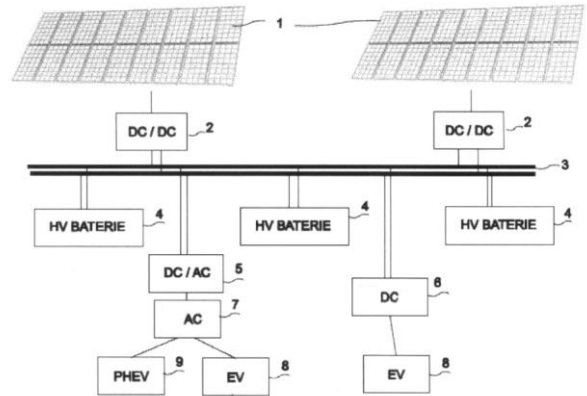 1
DC / DC 2
DC / DC 2
3
HV BATERIE 4
HV BATERIE 4
HV BATERIE 4
DC / AC 5
DC 6
AC 7
PHEV 9
EV 8
EV 8